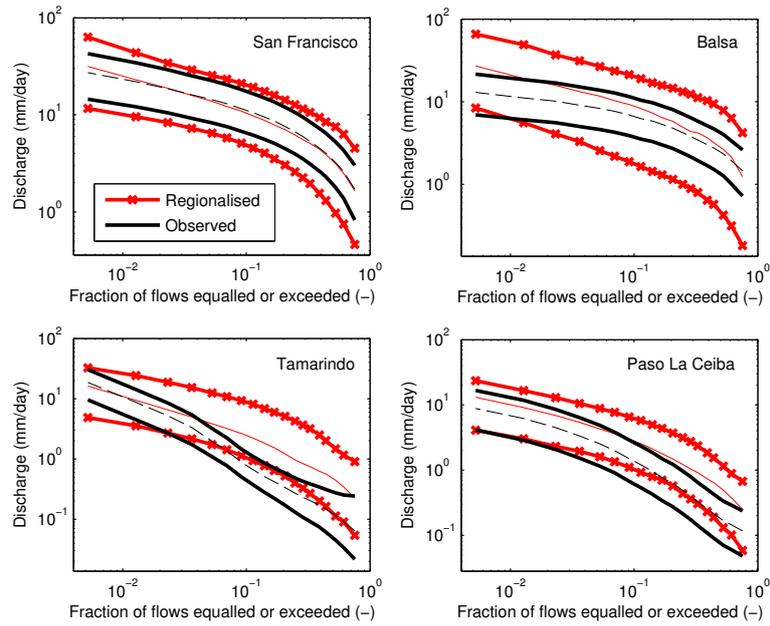 San Francisco
10²
10¹
10⁰
Discharge (mm/day)
Regionalised
Observed
10⁻²
10⁻¹
10⁰
Fraction of flows equalled or exceeded (−)
Balsa
10²
10¹
10⁰
Discharge (mm/day)
10⁻²
10⁻¹
10⁰
Fraction of flows equalled or exceeded (−)
Tamarindo
10²
10¹
10⁰
10⁻¹
Discharge (mm/day)
10⁻²
10⁻¹
10⁰
Fraction of flows equalled or exceeded (−)
Paso La Ceiba
10²
10¹
10⁰
10⁻¹
Discharge (mm/day)
10⁻²
10⁻¹
10⁰
Fraction of flows equalled or exceeded (−)